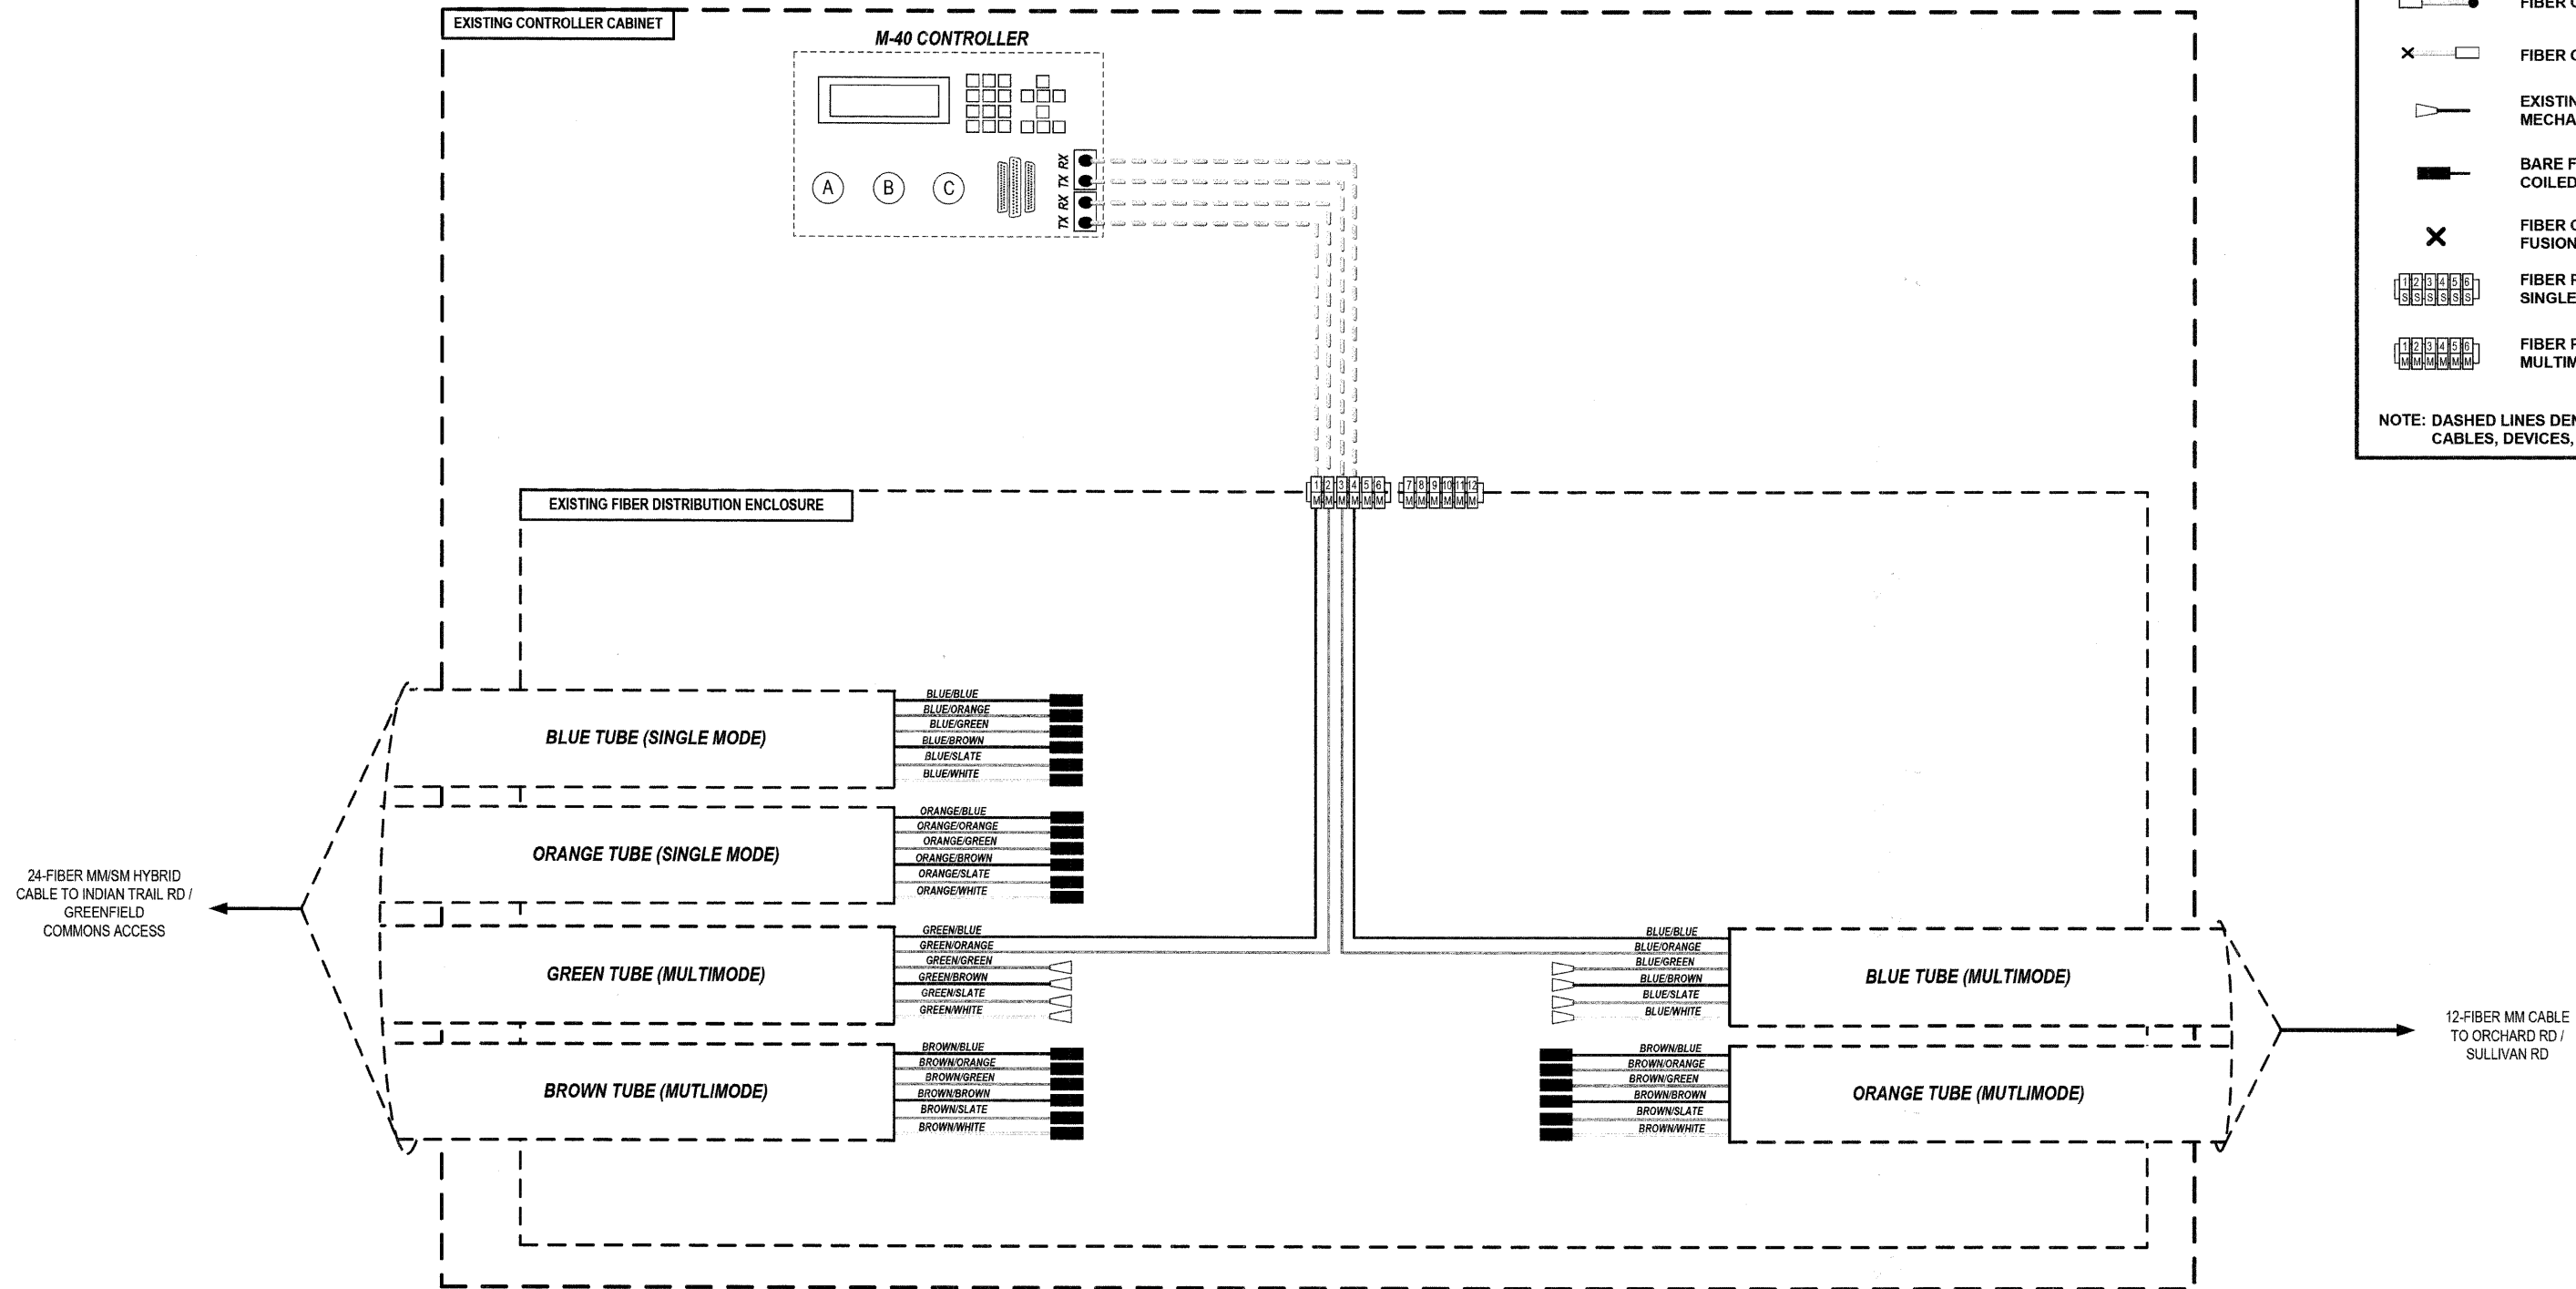 EXISTING CONTROLLER CABINET
M-40 CONTROLLER
A B C
TX RX TX RX
EXISTING FIBER DISTRIBUTION ENCLOSURE
1 2 3 4 5 6 7 8 9 10 11 12
M M M M M M M M M M M M
BLUE TUBE (SINGLE MODE)
BLUE/BLUE
BLUE/ORANGE
BLUE/GREEN
BLUE/BROWN
BLUE/SLATE
BLUE/WHITE
ORANGE TUBE (SINGLE MODE)
ORANGE/BLUE
ORANGE/ORANGE
ORANGE/GREEN
ORANGE/BROWN
ORANGE/SLATE
ORANGE/WHITE
GREEN TUBE (MULTIMODE)
GREEN/BLUE
GREEN/ORANGE
GREEN/GREEN
GREEN/BROWN
GREEN/SLATE
GREEN/WHITE
BROWN TUBE (MUTLIMODE)
BROWN/BLUE
BROWN/ORANGE
BROWN/GREEN
BROWN/BROWN
BROWN/SLATE
BROWN/WHITE
24-FIBER MM/SM HYBRID
CABLE TO INDIAN TRAIL RD /
GREENFIELD
COMMONS ACCESS
BLUE/BLUE
BLUE/ORANGE
BLUE/GREEN
BLUE/BROWN
BLUE/SLATE
BLUE/WHITE
BLUE TUBE (MULTIMODE)
BROWN/BLUE
BROWN/ORANGE
BROWN/GREEN
BROWN/BROWN
BROWN/SLATE
BROWN/WHITE
ORANGE TUBE (MUTLIMODE)
12-FIBER MM CABLE
TO ORCHARD RD /
SULLIVAN RD
FIBER
FIBER
EXISTIN
MECHA
BARE F
COILED
FIBER
FUSION
1 2 3 4 5 6
S S S S S S
FIBER
SINGLE
1 2 3 4 5 6
M M M M M M
FIBER
MULTIM
NOTE: DASHED LINES DEN
CABLES, DEVICES,